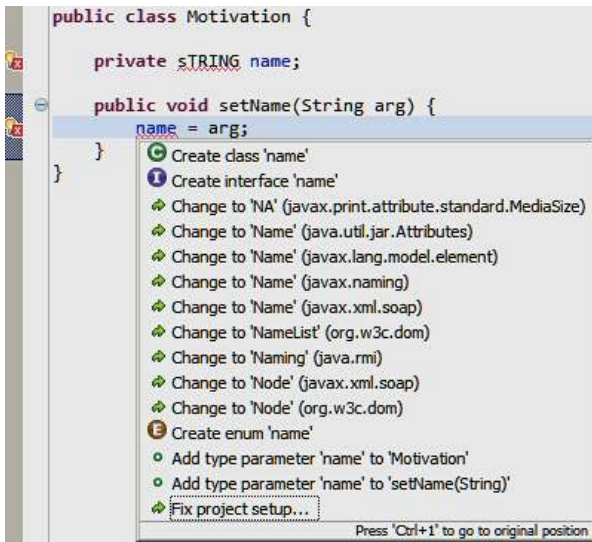 public class Motivation {
private sTRING name;
public void setName(String arg) {
name = arg;
}
}
Create class 'name'
Create interface 'name'
Change to 'NA' (javax.print.attribute.standard.MediaSize)
Change to 'Name' (java.util.jar.Attributes)
Change to 'Name' (javax.lang.model.element)
Change to 'Name' (javax.naming)
Change to 'Name' (javax.xml.soap)
Change to 'NameList' (org.w3c.dom)
Change to 'Naming' (java.rmi)
Change to 'Node' (javax.xml.soap)
Change to 'Node' (org.w3c.dom)
Create enum 'name'
Add type parameter 'name' to 'Motivation'
Add type parameter 'name' to 'setName(String)'
Fix project setup...
Press 'Ctrl+1' to go to original position